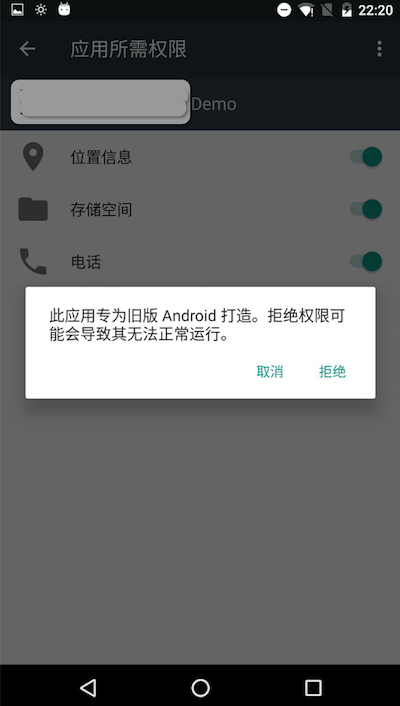 22:20
应用所需权限
Demo
位置信息
存储空间
电话
此应用专为旧版 Android 打造。拒绝权限可
能会导致其无法正常运行。
取消 拒绝